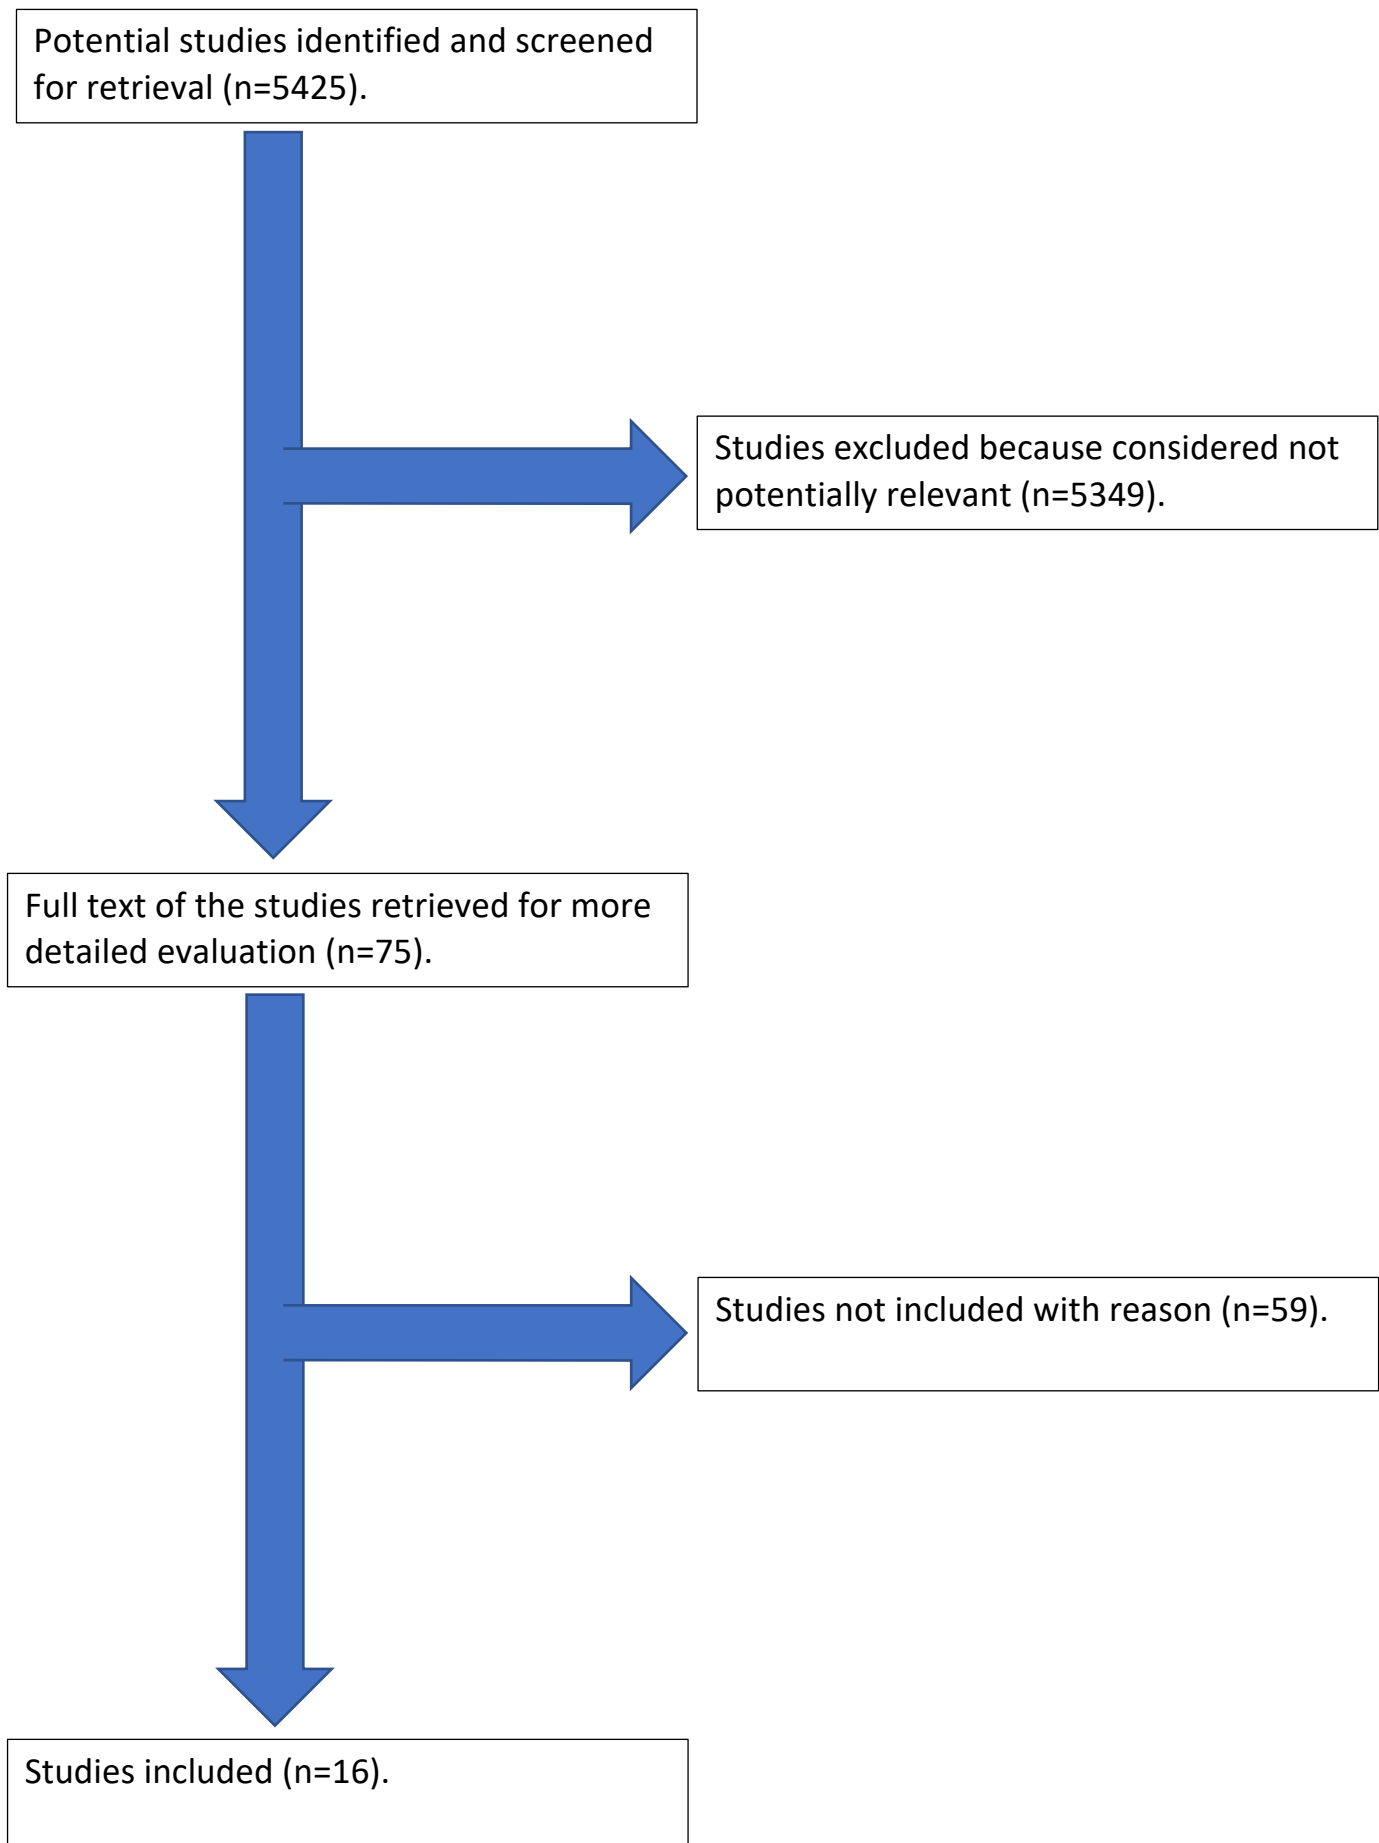 Potential studies identified and screened
for retrieval (n=5425).
Studies excluded because considered not
potentially relevant (n=5349).
Full text of the studies retrieved for more
detailed evaluation (n=75).
Studies not included with reason (n=59).
Studies included (n=16).